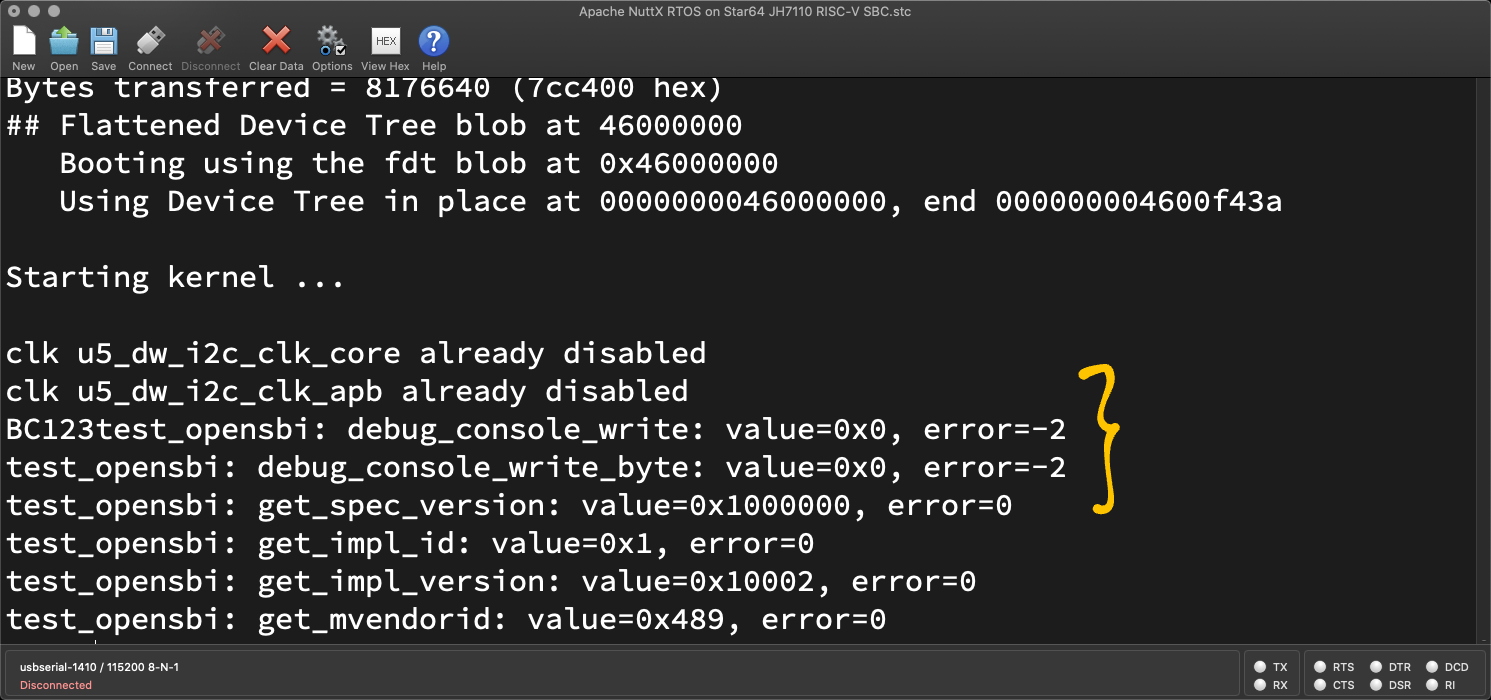 Apache NuttX RTOS on Star64 JH7110 RISC-V SBC.stc
HEX ?
New Open Save Connect Disconnect Clear Data Options View Hex Help
Bytes transferred = 8176640 (7cc400 hex)
## Flattened Device Tree blob at 46000000
   Booting using the fdt blob at 0x46000000
   Using Device Tree in place at 0000000046000000, end 000000004600f43a
Starting kernel ...
clk u5_dw_i2c_clk_core already disabled
clk u5_dw_i2c_clk_apb already disabled
BC123test_opensbi: debug_console_write: value=0x0, error=-2
test_opensbi: debug_console_write_byte: value=0x0, error=-2
test_opensbi: get_spec_version: value=0x1000000, error=0
test_opensbi: get_impl_id: value=0x1, error=0
test_opensbi: get_impl_version: value=0x10002, error=0
test_opensbi: get_mvendorid: value=0x489, error=0
usbserial-1410 / 115200 8-N-1
Disconnected
TX RTS DTR DCD
RX CTS DSR RI